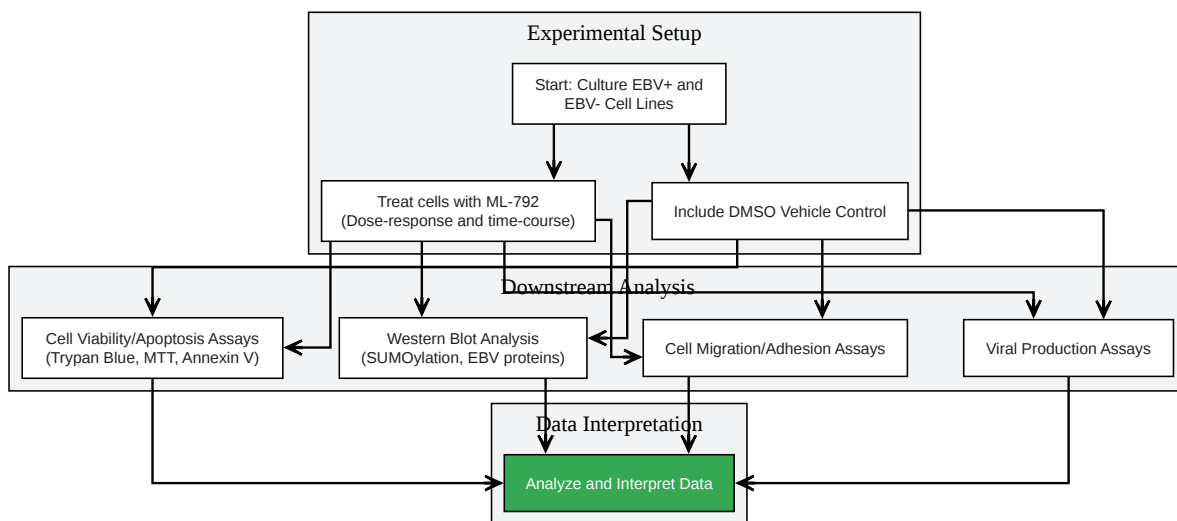 Experimental Setup
Start: Culture EBV+ and
EBV- Cell Lines
Treat cells with ML-792
(Dose-response and time-course)
Include DMSO Vehicle Control
Downstream Analysis
Cell Viability/Apoptosis Assays
(Trypan Blue, MTT, Annexin V)
Western Blot Analysis
(SUMOylation, EBV proteins)
Cell Migration/Adhesion Assays
Viral Production Assays
Data Interpretation
Analyze and Interpret Data